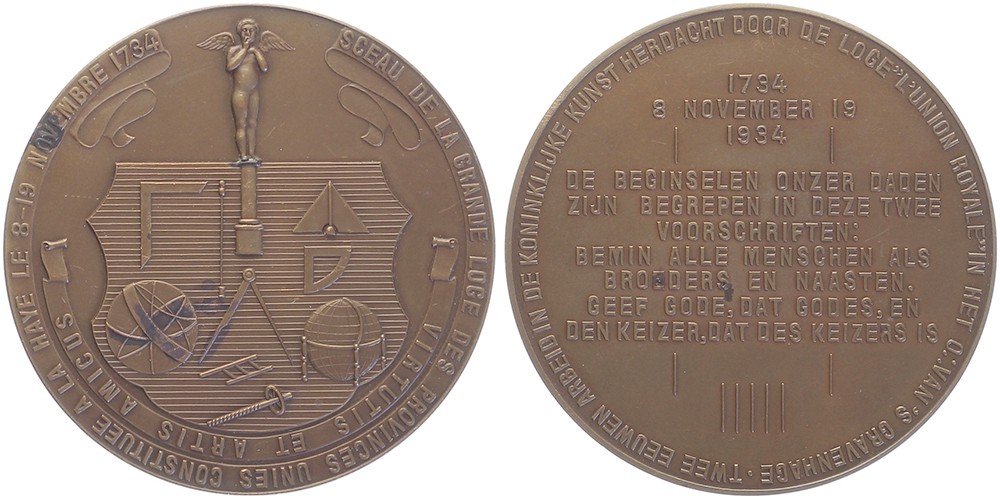 SCEAU DE LA GRANDE LOGE DES PROVINCES UNIES CONSTITUEE A LA HAYE LE 8-19 NOVEMBRE 1734
VIRTUTIS ET ARTIS AMICUS
TWEE EEUWEN ARBEID IN DE KONINKLIJKE KUNST HERDACHT DOOR DE LOGE "L'UNION ROYALE" IN HET O∴ VAN 'S GRAVENHAGE ·
1734
8 NOVEMBER 19
1934
DE BEGINSELEN ONZER DADEN
ZIJN BEGREPEN IN DEZE TWEE
VOORSCHRIFTEN:
BEMIN ALLE MENSCHEN ALS
BROEDERS EN NAASTEN.
GEEF GODE, DAT GODES, EN
DEN KEIZER, DAT DES KEIZERS IS